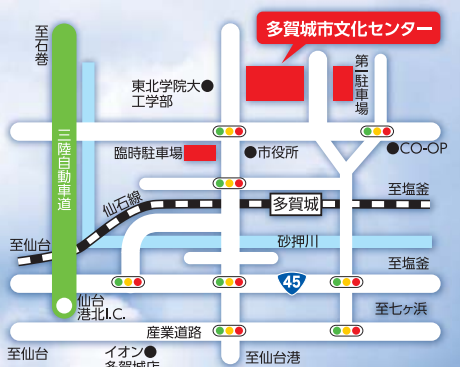 至石巻
多賀城市文化センター
第一駐車場
東北学院大
工学部
三陸自動車道
臨時駐車場
市役所
CO-OP
仙石線
多賀城
至塩釜
至仙台
砂押川
至塩釜
45
仙台
港北I.C.
至七ヶ浜
産業道路
至仙台
イオン
多賀城店
至仙台港